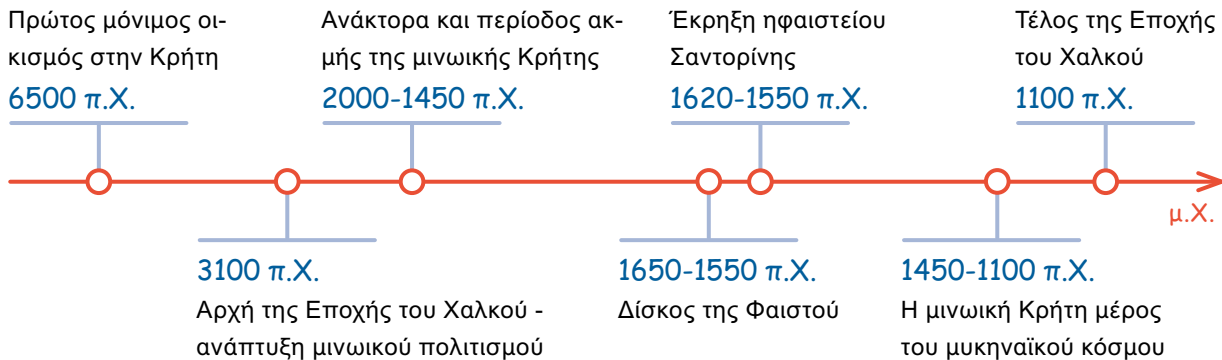 Πρώτος μόνιμος οι-
κισμός στην Κρήτη
6500 π.Χ.
Ανάκτορα και περίοδος ακ-
μής της μινωικής Κρήτης
2000-1450 π.Χ.
Έκρηξη ηφαιστείου
Σαντορίνης
1620-1550 π.Χ.
Τέλος της Εποχής
του Χαλκού
1100 π.Χ.
μ.Χ.
3100 π.Χ.
Αρχή της Εποχής του Χαλκού -
ανάπτυξη μινωικού πολιτισμού
1650-1550 π.Χ.
Δίσκος της Φαιστού
1450-1100 π.Χ.
Η μινωική Κρήτη μέρος
του μυκηναϊκού κόσμου